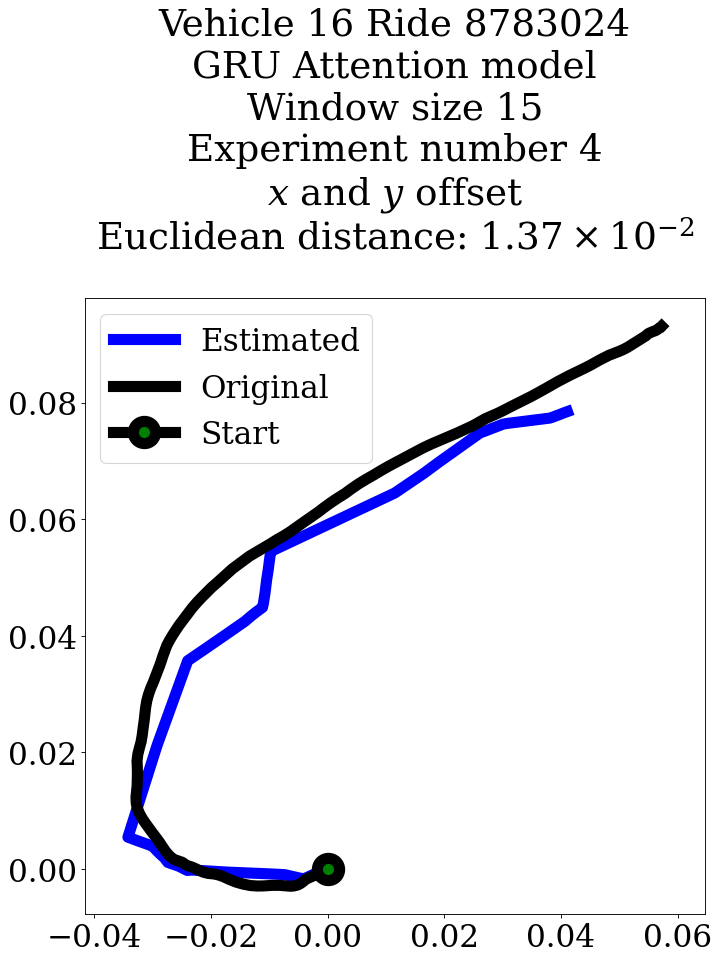 Vehicle 16 Ride 8783024
GRU Attention model
Window size 15
Experiment number 4
x and y offset
Euclidean distance: 1.37 × 10⁻²
Estimated
Original
Start
0.08
0.06
0.04
0.02
0.00
−0.04 −0.02 0.00 0.02 0.04 0.06